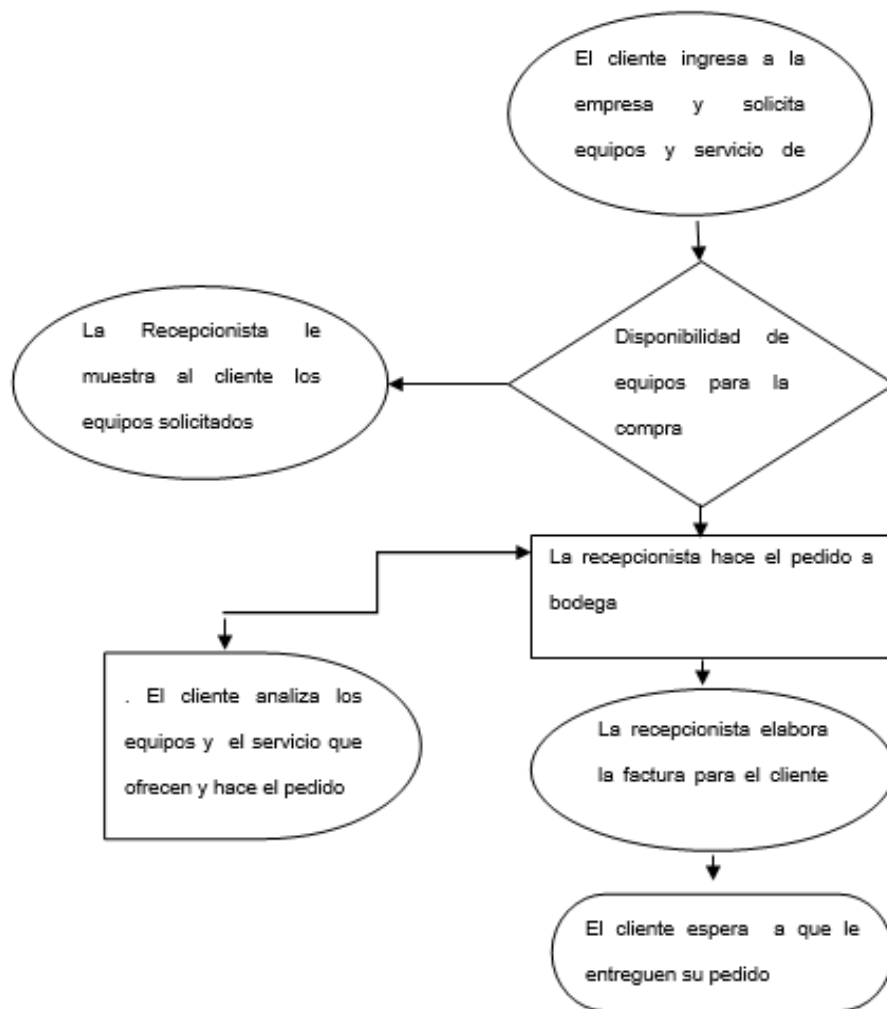 El cliente ingresa a la
empresa y solicita
equipos y servicio de
La Recepcionista le
muestra al cliente los
equipos solicitados
Disponibilidad de
equipos para la
compra
La recepcionista hace el pedido a
bodega
. El cliente analiza los
equipos y el servicio que
ofrecen y hace el pedido
La recepcionista elabora
la factura para el cliente
El cliente espera a que le
entreguen su pedido